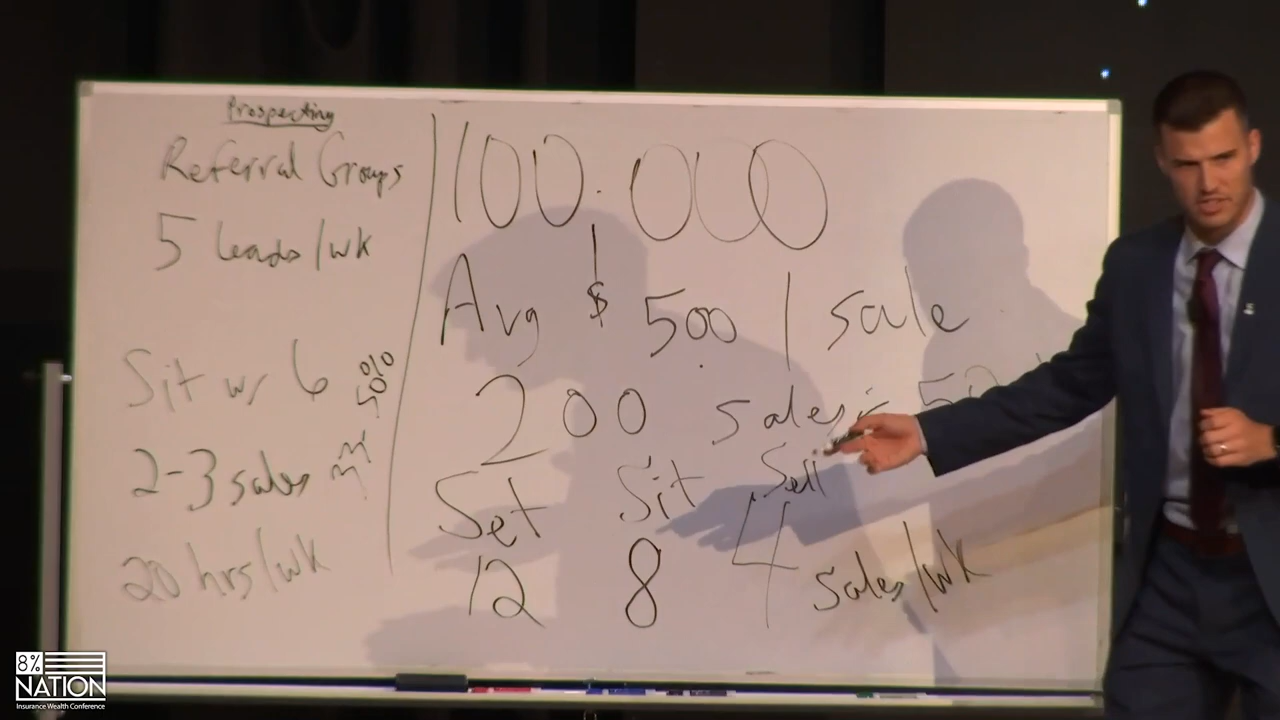 Prospecting
Referral Groups
5 leads/wk
Sit w/ 6
50%
2-3 sales
20 hrs/wk
100.000
Avg $500 / sale
200 sales
Set Sit Sell
12 8 4 sales/wk
8% NATION
Insurance Wealth Conference